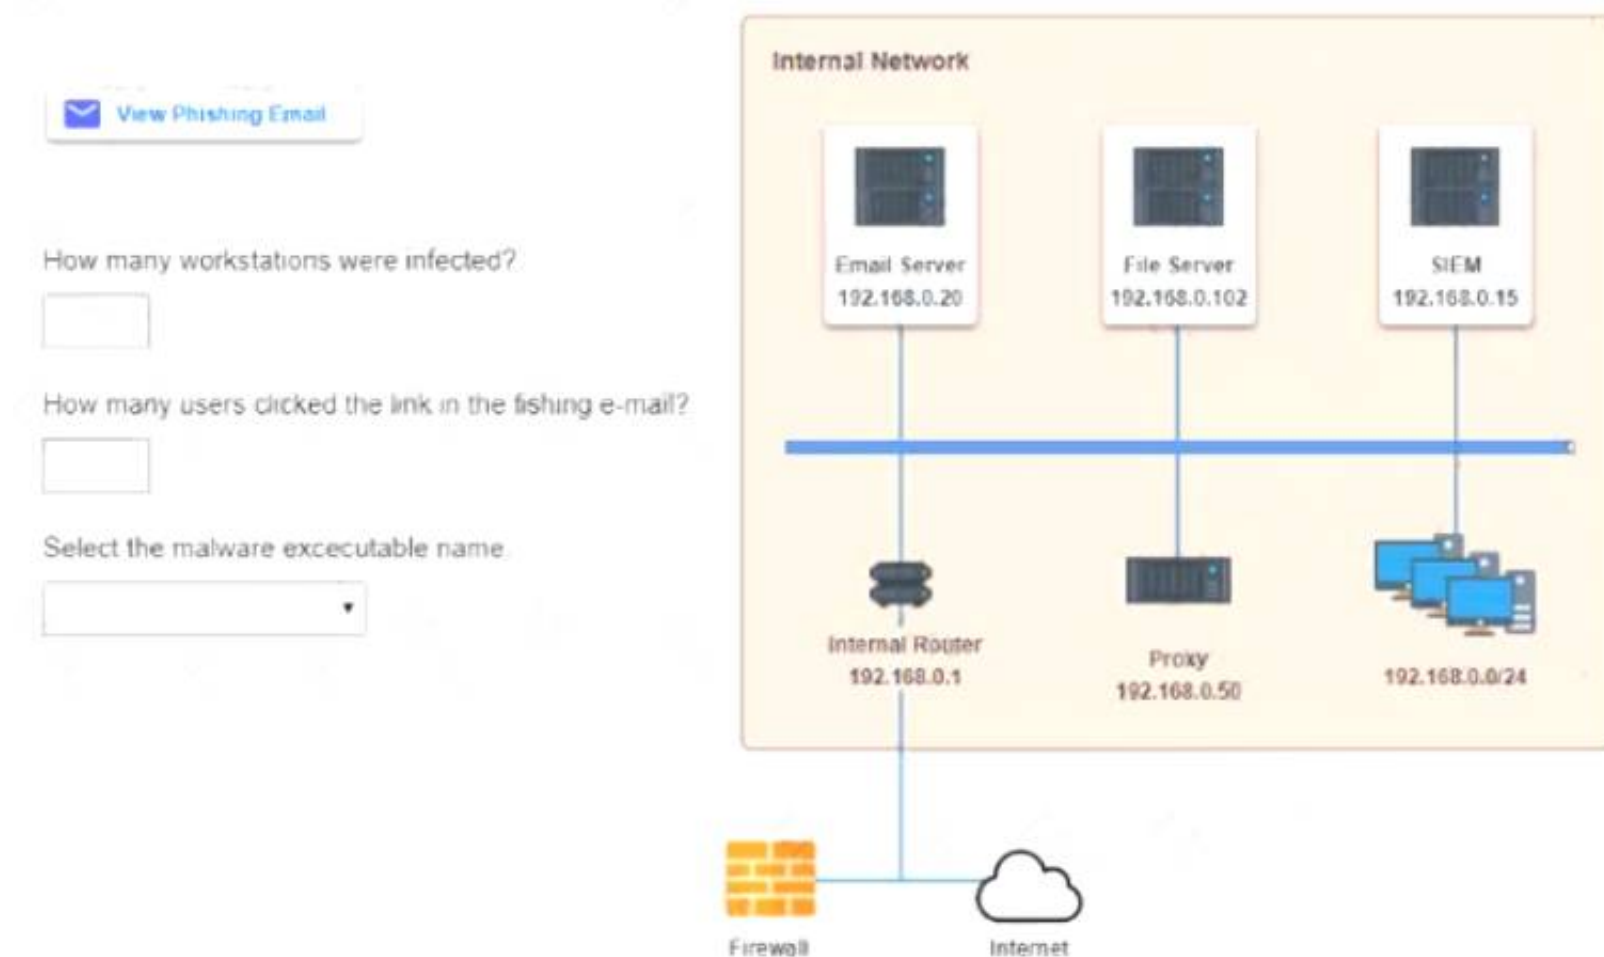 View Phishing Email
How many workstations were infected?
How many users clicked the link in the fishing e-mail?
Select the malware excecutable name
Internal Network
Email Server
192.168.0.20
File Server
192.168.0.102
SIEM
192.168.0.15
Internal Router
192.168.0.1
Proxy
192.168.0.50
192.168.0.0/24
Firewall
Internet